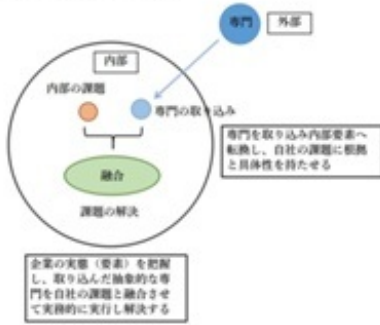 専門
外部
内部
内部の課題
専門の取り込み
融合
課題の解決
専門を取り込み内部要素へ
転換し、自社の課題に根拠
と具体性を持たせる
企業の実態（要素）を把握
し、取り込んだ抽象的な専
門を自社の課題と融合させ
て実務的に実行し解決する